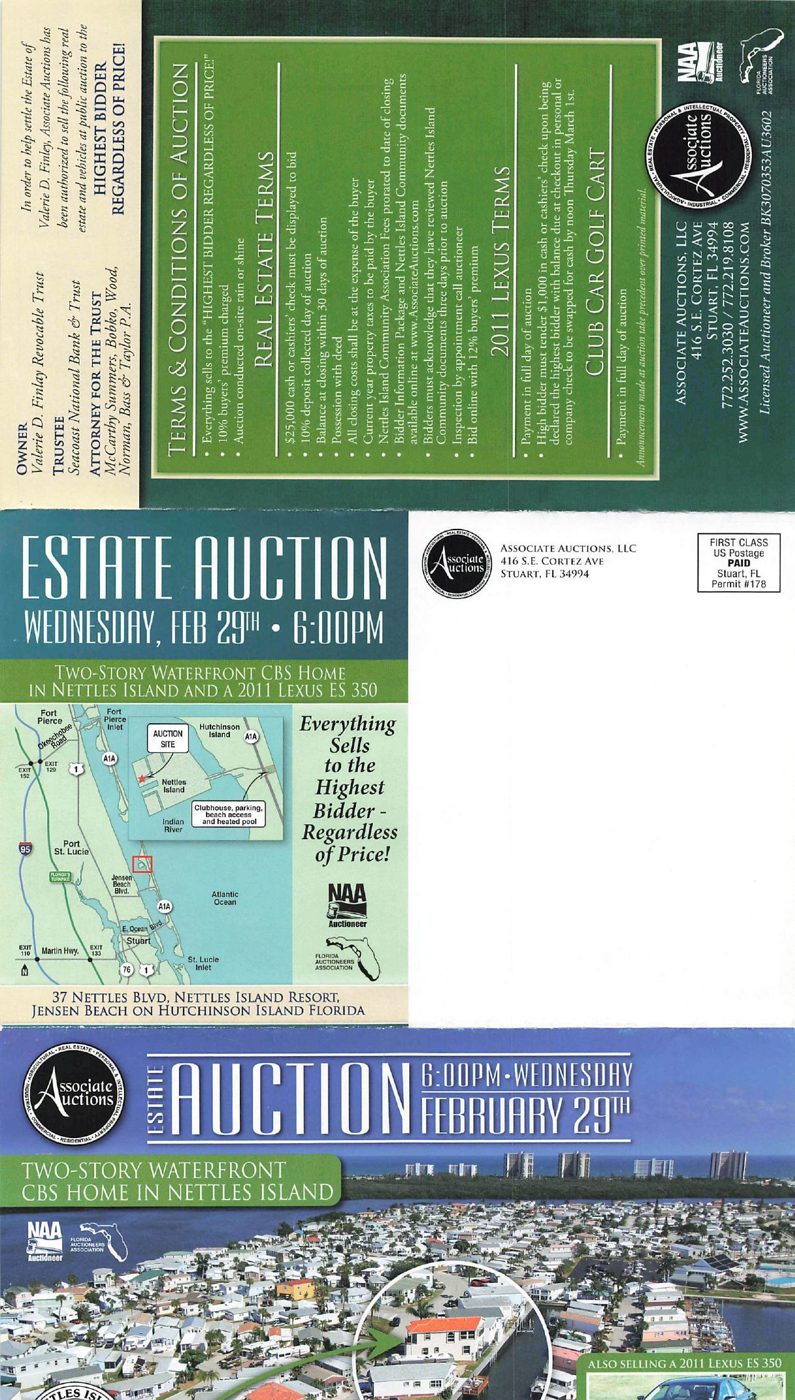 In order to help settle the Estate of
Valerie D. Finley, Associate Auctions has
been authorized to sell the following real
estate and vehicles at public auction to the
HIGHEST BIDDER
REGARDLESS OF PRICE!
OWNER
Valerie D. Finlay Revocable Trust
TRUSTEE
Seacoast National Bank & Trust
ATTORNEY FOR THE TRUST
McCarthy Summers, Bobko, Wood,
Norman, Bass & Taylor P.A.
TERMS & CONDITIONS OF AUCTION
• Everything sells to the "HIGHEST BIDDER REGARDLESS OF PRICE!"
• 10% buyers' premium charged
• Auction conducted on-site rain or shine
REAL ESTATE TERMS
• $25,000 cash or cashiers' check must be displayed to bid
• 10% deposit collected day of auction
• Balance at closing within 30 days of auction
• Possession with deed
• All closing costs shall be at the expense of the buyer
• Current year property taxes to be paid by the buyer
• Nettles Island Community Association Fees prorated to date of closing
• Bidder Information Package and Nettles Island Community documents
available online at www.AssociateAuctions.com
• Bidders must acknowledge that they have reviewed Nettles Island
Community documents three days prior to auction
• Inspection by appointment call auctioneer
• Bid online with 12% buyers' premium
2011 LEXUS TERMS
• Payment in full day of auction
• High bidder must tender $1,000 in cash or cashiers' check upon being
declared the highest bidder with balance due at checkout in personal or
company check to be swapped for cash by noon Thursday March 1st.
CLUB CAR GOLF CART
• Payment in full day of auction
Announcements made at auction take precedent over printed material.
NAA
Auctioneer
FLORIDA
AUCTIONEERS
ASSOCIATION
Associate
Auctions
ASSOCIATE AUCTIONS, LLC
416 S.E. CORTEZ AVE
STUART, FL 34994
772.252.3030 / 772.219.8108
WWW.ASSOCIATEAUCTIONS.COM
Licensed Auctioneer and Broker BK3070353AU3602
ESTATE AUCTION
WEDNESDAY, FEB 29TH • 6:00PM
TWO-STORY WATERFRONT CBS HOME
IN NETTLES ISLAND AND A 2011 LEXUS ES 350
Fort
Pierce
Fort
Pierce
Inlet
Okeechobee
Road
A1A
EXIT
152
EXIT
129
1
AUCTION
SITE
Hutchinson
Island
A1A
Nettles
Island
Clubhouse, parking,
beach access
and heated pool
Indian
River
95
Port
St. Lucie
FLORIDA'S
TURNPIKE
Jensen
Beach
Blvd.
Atlantic
Ocean
A1A
E. Ocean Blvd.
Stuart
EXIT
110
Martin Hwy.
EXIT
133
St. Lucie
Inlet
N
76
1
Everything
Sells
to the
Highest
Bidder -
Regardless
of Price!
NAA
Auctioneer
FLORIDA
AUCTIONEERS
ASSOCIATION
37 NETTLES BLVD, NETTLES ISLAND RESORT,
JENSEN BEACH ON HUTCHINSON ISLAND FLORIDA
Associate
Auctions
ASSOCIATE AUCTIONS, LLC
416 S.E. CORTEZ AVE
STUART, FL 34994
FIRST CLASS
US Postage
PAID
Stuart, FL
Permit #178
Associate
Auctions
ESTATE
AUCTION
6:00PM • WEDNESDAY
FEBRUARY 29TH
TWO-STORY WATERFRONT
CBS HOME IN NETTLES ISLAND
NAA
Auctioneer
FLORIDA
AUCTIONEERS
ASSOCIATION
ALSO SELLING A 2011 LEXUS ES 350